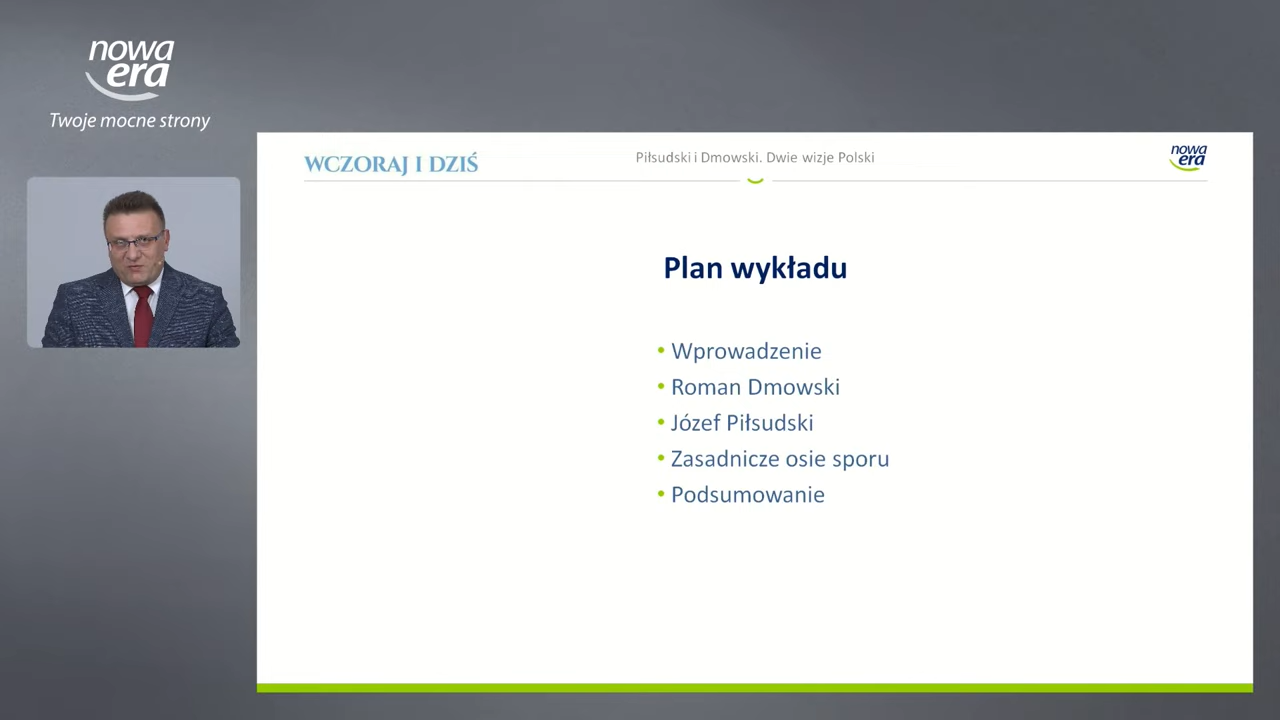 nowa
era
Twoje mocne strony
WCZORAJ I DZIŚ
Piłsudski i Dmowski. Dwie wizje Polski
nowa
era
Plan wykładu
• Wprowadzenie
• Roman Dmowski
• Józef Piłsudski
• Zasadnicze osie sporu
• Podsumowanie